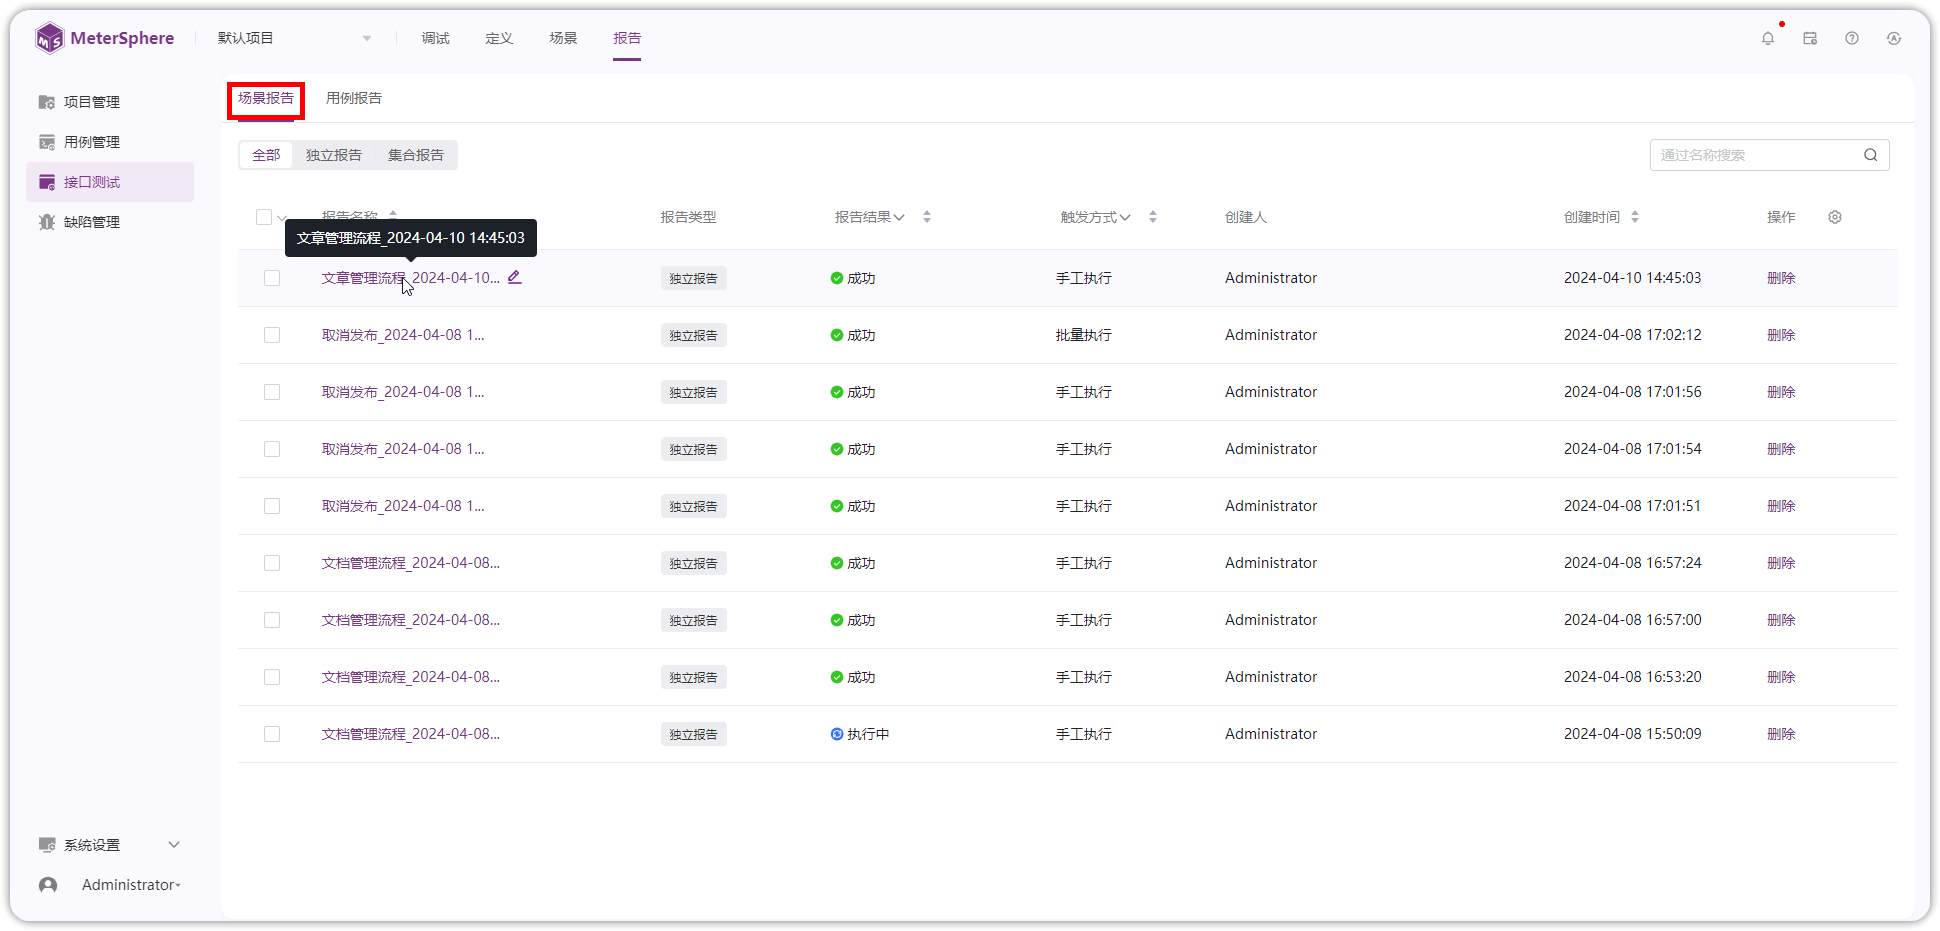 MeterSphere
默认项目
调试
定义
场景
报告
项目管理
用例管理
接口测试
缺陷管理
场景报告
用例报告
全部
独立报告
集合报告
通过名称搜索
报告名称
报告类型
报告结果
触发方式
创建人
创建时间
操作
文章管理流程_2024-04-10 14:45:03
文章管理流程_2024-04-10... 独立报告 成功 手工执行 Administrator 2024-04-10 14:45:03 删除
取消发布_2024-04-08 1... 独立报告 成功 批量执行 Administrator 2024-04-08 17:02:12 删除
取消发布_2024-04-08 1... 独立报告 成功 手工执行 Administrator 2024-04-08 17:01:56 删除
取消发布_2024-04-08 1... 独立报告 成功 手工执行 Administrator 2024-04-08 17:01:54 删除
取消发布_2024-04-08 1... 独立报告 成功 手工执行 Administrator 2024-04-08 17:01:51 删除
文档管理流程_2024-04-08... 独立报告 成功 手工执行 Administrator 2024-04-08 16:57:24 删除
文档管理流程_2024-04-08... 独立报告 成功 手工执行 Administrator 2024-04-08 16:57:00 删除
文档管理流程_2024-04-08... 独立报告 成功 手工执行 Administrator 2024-04-08 16:53:20 删除
文档管理流程_2024-04-08... 独立报告 执行中 手工执行 Administrator 2024-04-08 15:50:09 删除
系统设置
Administrator